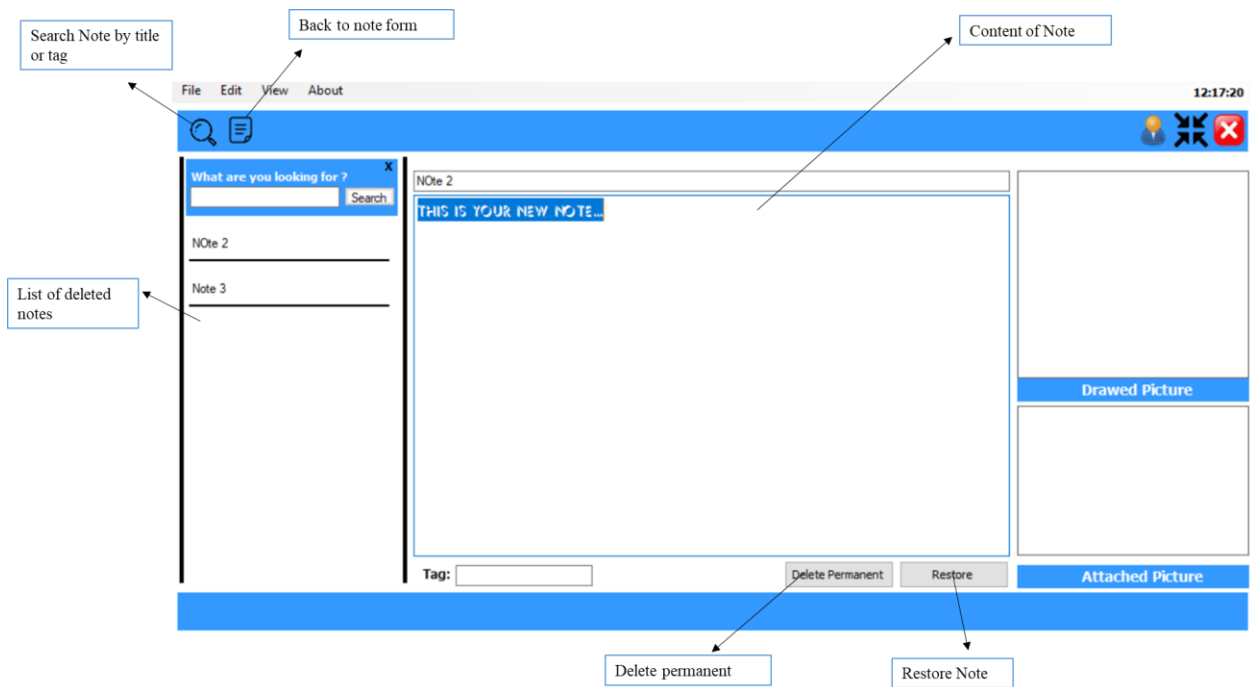 Back to note form
Content of Note
Search Note by title
or tag
File Edit View About
12:17:20
What are you looking for ?
X
Search
NOte 2
THIS IS YOUR NEW NOTE...
NOte 2
Note 3
List of deleted
notes
Drawed Picture
Tag:
Delete Permanent
Restore
Attached Picture
Delete permanent
Restore Note